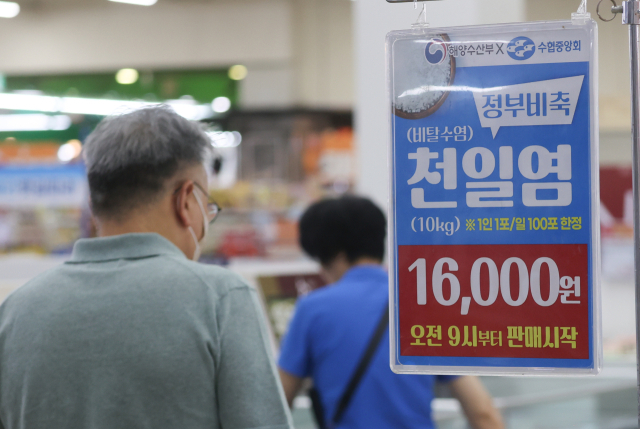 해양수산부 X 수협중앙회
정부비축
(비탈수염)
천일염
(10kg) ※ 1인 1포/일 100포 한정
16,000원
오전 9시부터 판매시작